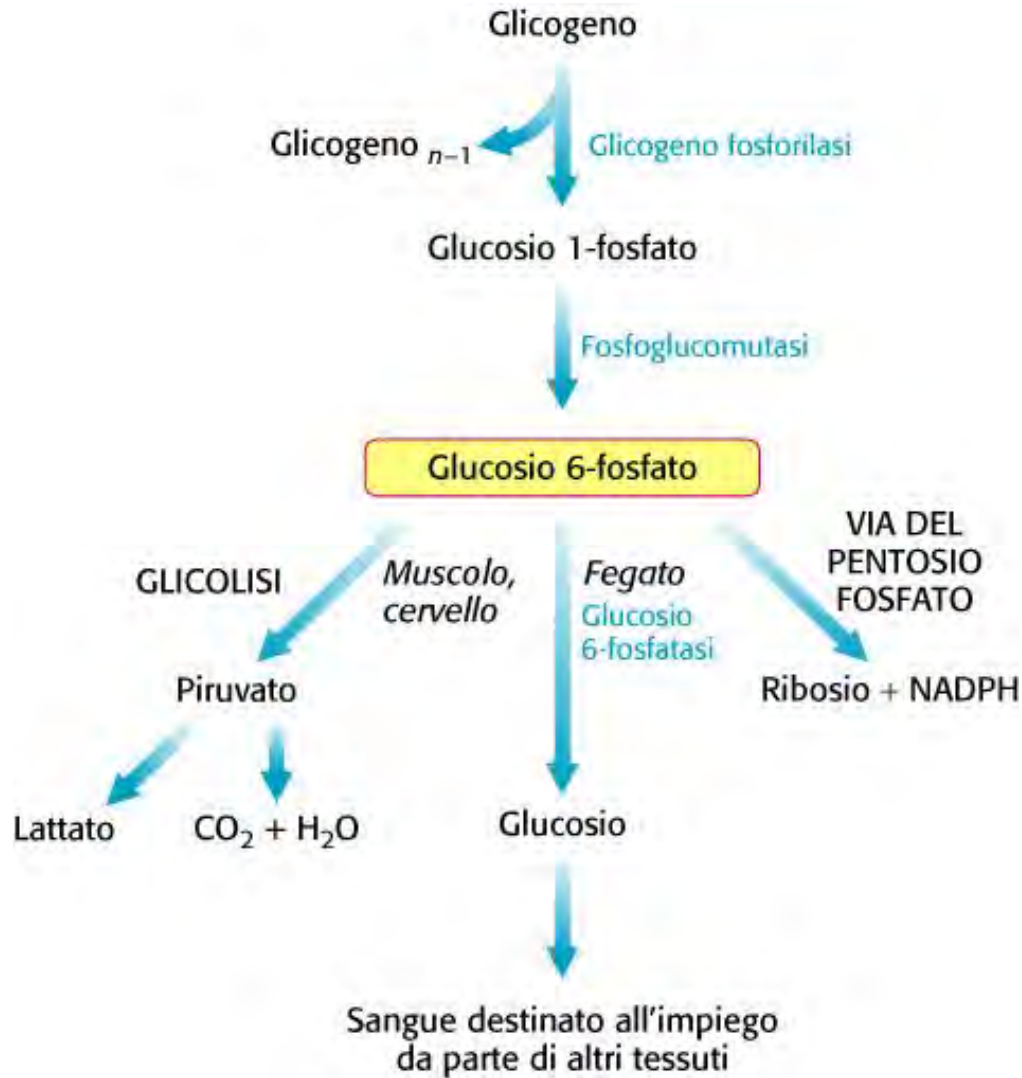 Glicogeno
Glicogeno n–1
Glicogeno fosforilasi
Glucosio 1-fosfato
Fosfoglucomutasi
Glucosio 6-fosfato
GLICOLISI
Muscolo,
cervello
Fegato
Glucosio
6-fosfatasi
VIA DEL
PENTOSIO
FOSFATO
Piruvato
Ribosio + NADPH
Lattato
CO₂ + H₂O
Glucosio
Sangue destinato all'impiego
da parte di altri tessuti